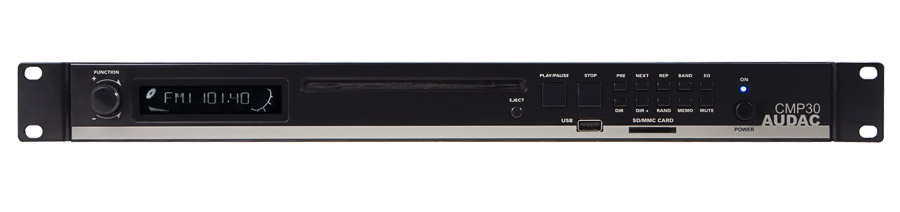 FUNCTION
+
-
FM1 101.40
EJECT
PLAY/PAUSE
STOP
PRE NEXT REP BAND EQ
DIR DIR + RAND MEMO MUTE
USB
SD/MMC CARD
ON
POWER
CMP30
AUDAC